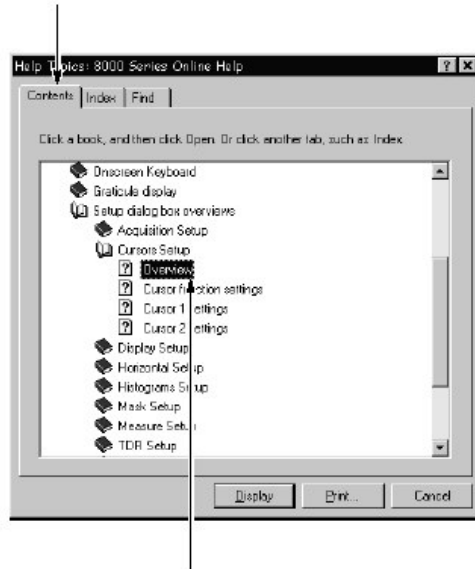 Help Topics: 8000 Series Online Help
Contents Index Find
Click a book, and then click Open. Or click another tab, such as Index.
Onscreen Keyboard
Graticule display
Setup dialog box overviews
Acquisition Setup
Cursors Setup
Overview
Cursor function settings
Cursor 1 settings
Cursor 2 settings
Display Setup
Horizontal Setup
Histograms Setup
Mask Setup
Measure Setup
TDR Setup
Display Print... Cancel